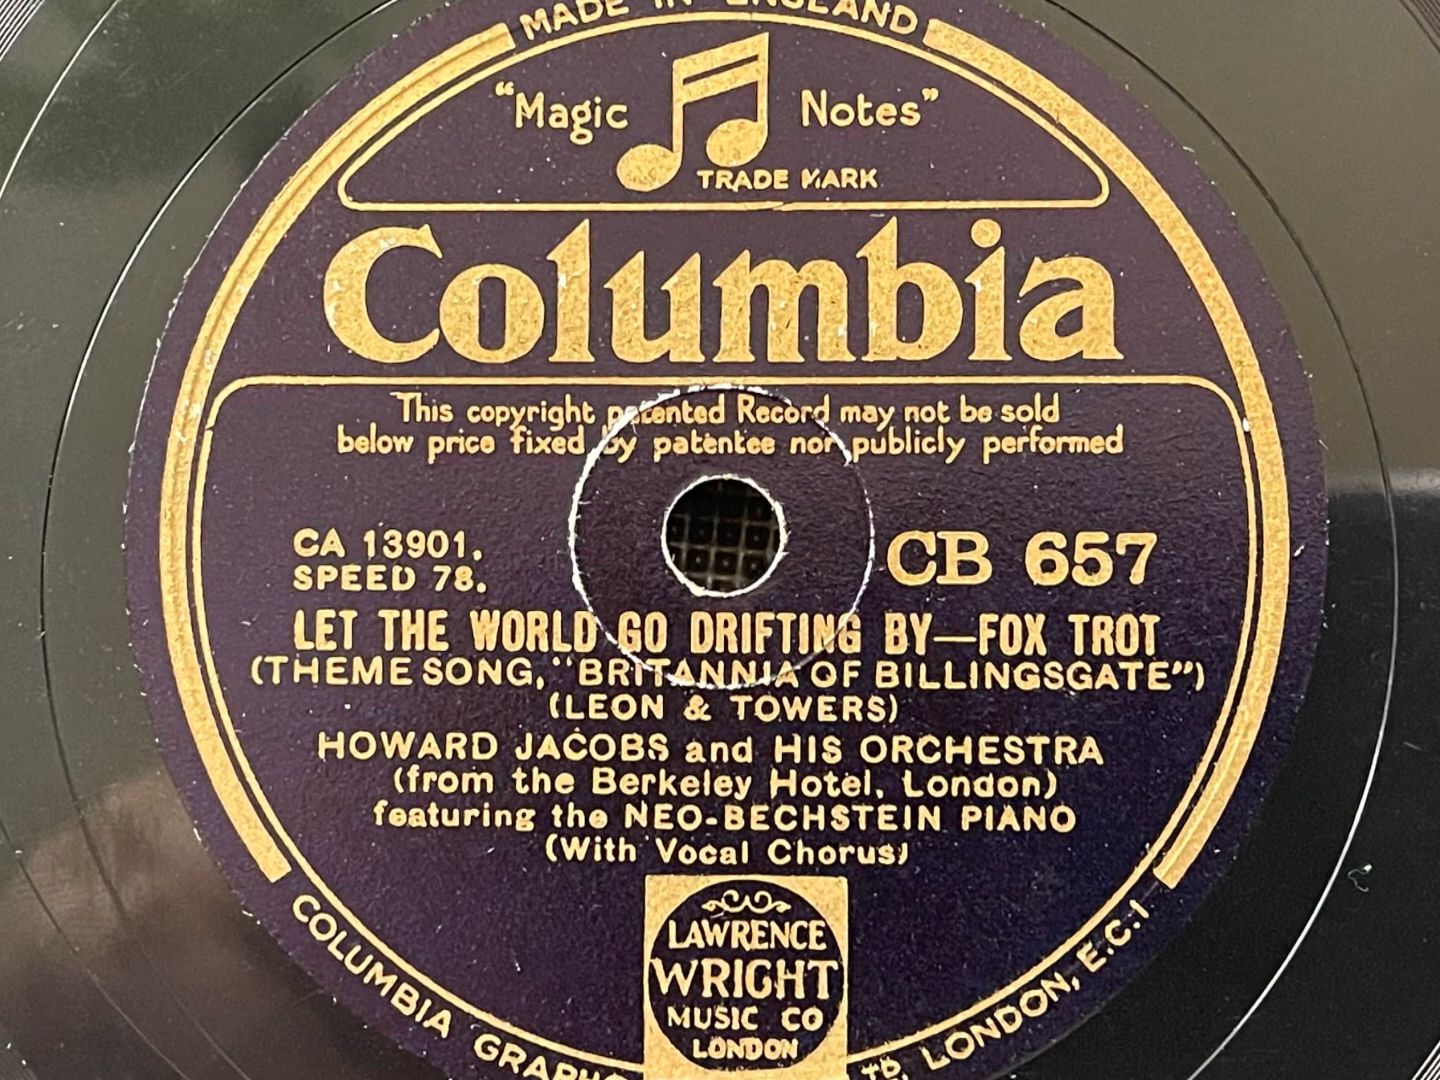 MADE IN ENGLAND
"Magic Notes"
TRADE MARK
Columbia
This copyright patented Record may not be sold
below price fixed by patentee nor publicly performed
CA 13901.
SPEED 78.
CB 657
LET THE WORLD GO DRIFTING BY—FOX TROT
(THEME SONG, "BRITANNIA OF BILLINGSGATE")
(LEON & TOWERS)
HOWARD JACOBS and HIS ORCHESTRA
(from the Berkeley Hotel, London)
featuring the NEO-BECHSTEIN PIANO
(With Vocal Chorus)
LAWRENCE
WRIGHT
MUSIC CO
LONDON
COLUMBIA LONDON, E.C.1